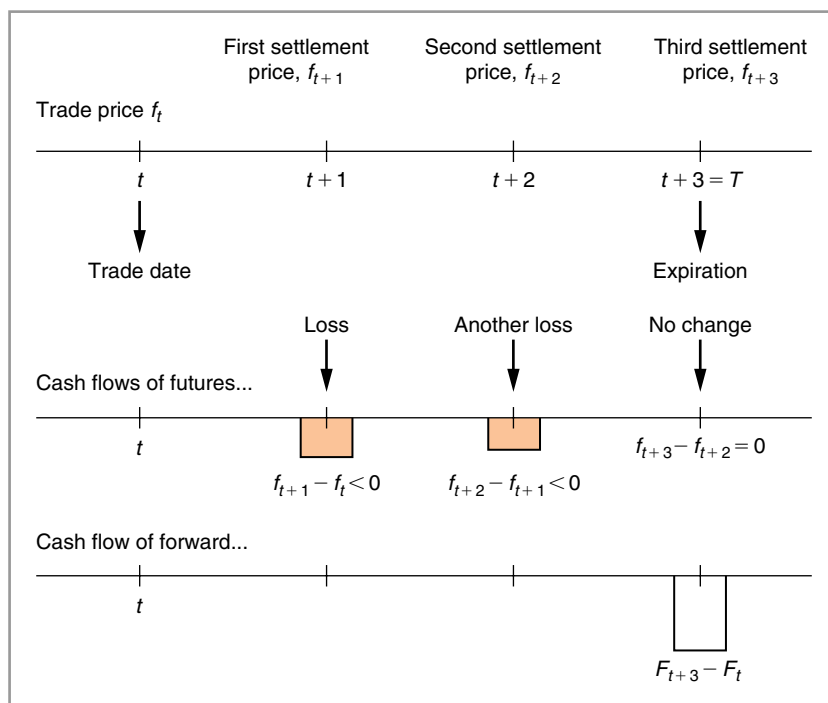 First settlement
price, f_{t+1}
Second settlement
price, f_{t+2}
Third settlement
price, f_{t+3}
Trade price f_t
t
t+1
t+2
t+3=T
Trade date
Expiration
Loss
Another loss
No change
Cash flows of futures...
t
f_{t+1} – f_t < 0
f_{t+2} – f_{t+1} < 0
f_{t+3} – f_{t+2} = 0
Cash flow of forward...
t
F_{t+3} – F_t